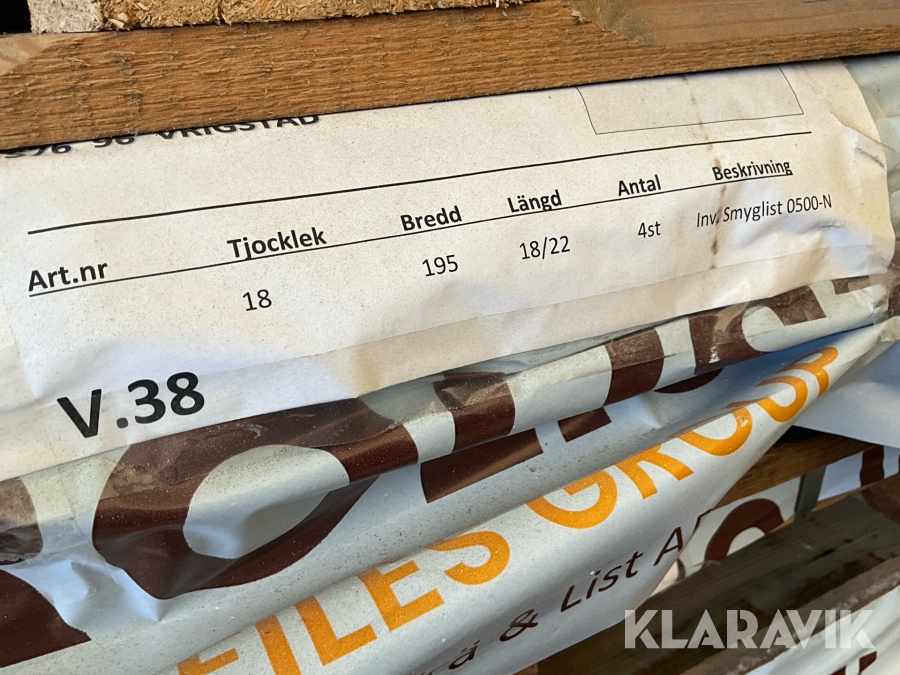 VRIGSTAD
Art.nr Tjocklek Bredd Längd Antal Beskrivning
18 195 18/22 4st Inv. Smyglist 0500-N
V.38
FILES GROUP
& List A
KLARAVIK